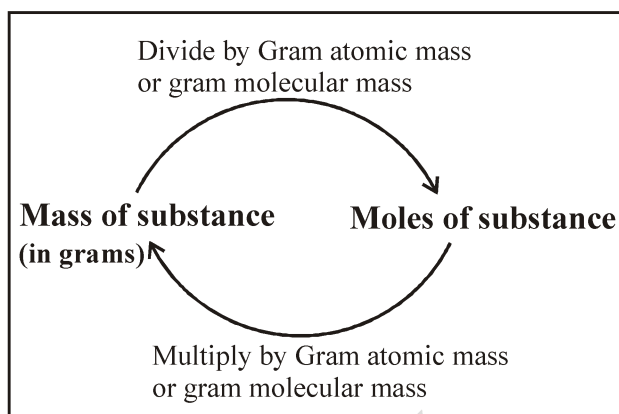 Divide by Gram atomic mass
or gram molecular mass
Mass of substance
(in grams)
Moles of substance
Multiply by Gram atomic mass
or gram molecular mass